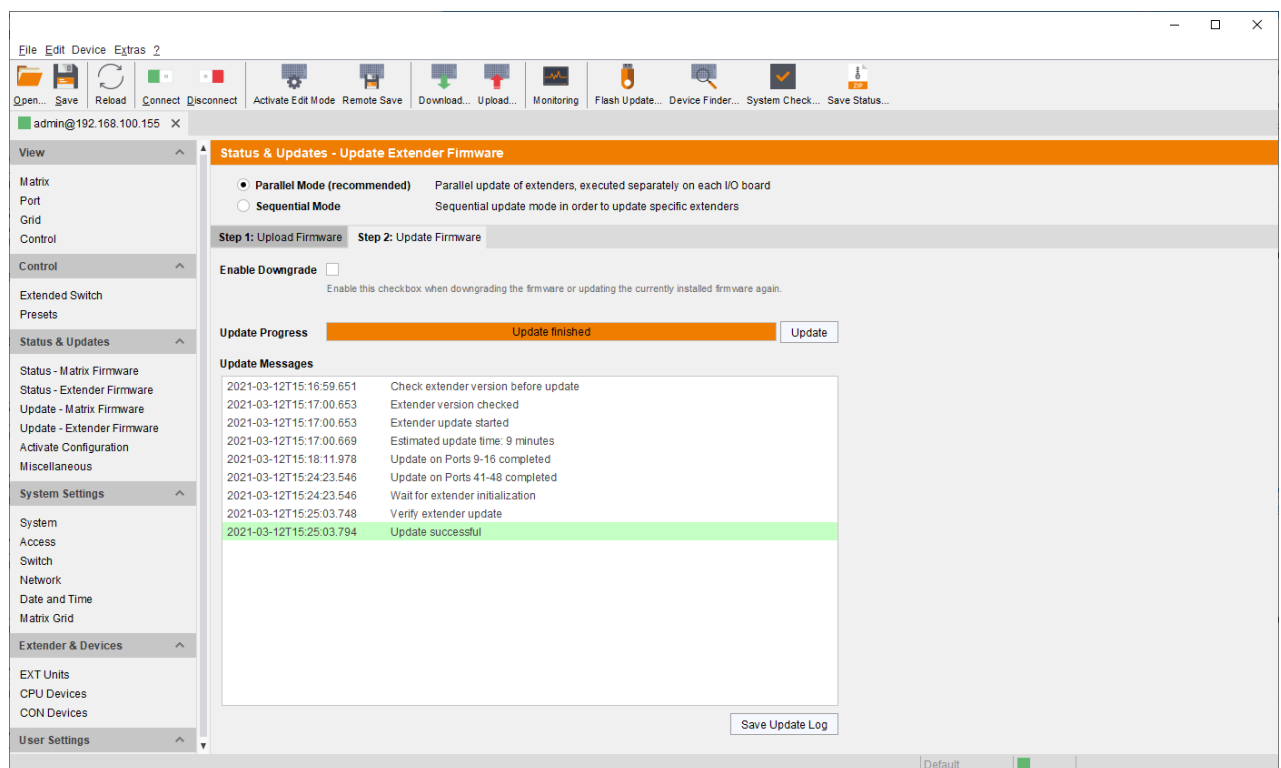 File Edit Device Extras ?
Open... Save Reload Connect Disconnect Activate Edit Mode Remote Save Download... Upload... Monitoring Flash Update... Device Finder... System Check... Save Status...
ZIP
admin@192.168.100.155
View
Matrix
Port
Grid
Control
Control
Extended Switch
Presets
Status & Updates
Status - Matrix Firmware
Status - Extender Firmware
Update - Matrix Firmware
Update - Extender Firmware
Activate Configuration
Miscellaneous
System Settings
System
Access
Switch
Network
Date and Time
Matrix Grid
Extender & Devices
EXT Units
CPU Devices
CON Devices
User Settings
Status & Updates - Update Extender Firmware
Parallel Mode (recommended) Parallel update of extenders, executed separately on each I/O board
Sequential Mode Sequential update mode in order to update specific extenders
Step 1: Upload Firmware Step 2: Update Firmware
Enable Downgrade
Enable this checkbox when downgrading the firmware or updating the currently installed firmware again.
Update Progress Update finished Update
Update Messages
2021-03-12T15:16:59.651 Check extender version before update
2021-03-12T15:17:00.653 Extender version checked
2021-03-12T15:17:00.653 Extender update started
2021-03-12T15:17:00.669 Estimated update time: 9 minutes
2021-03-12T15:18:11.978 Update on Ports 9-16 completed
2021-03-12T15:24:23.546 Update on Ports 41-48 completed
2021-03-12T15:24:23.546 Wait for extender initialization
2021-03-12T15:25:03.748 Verify extender update
2021-03-12T15:25:03.794 Update successful
Save Update Log
Default